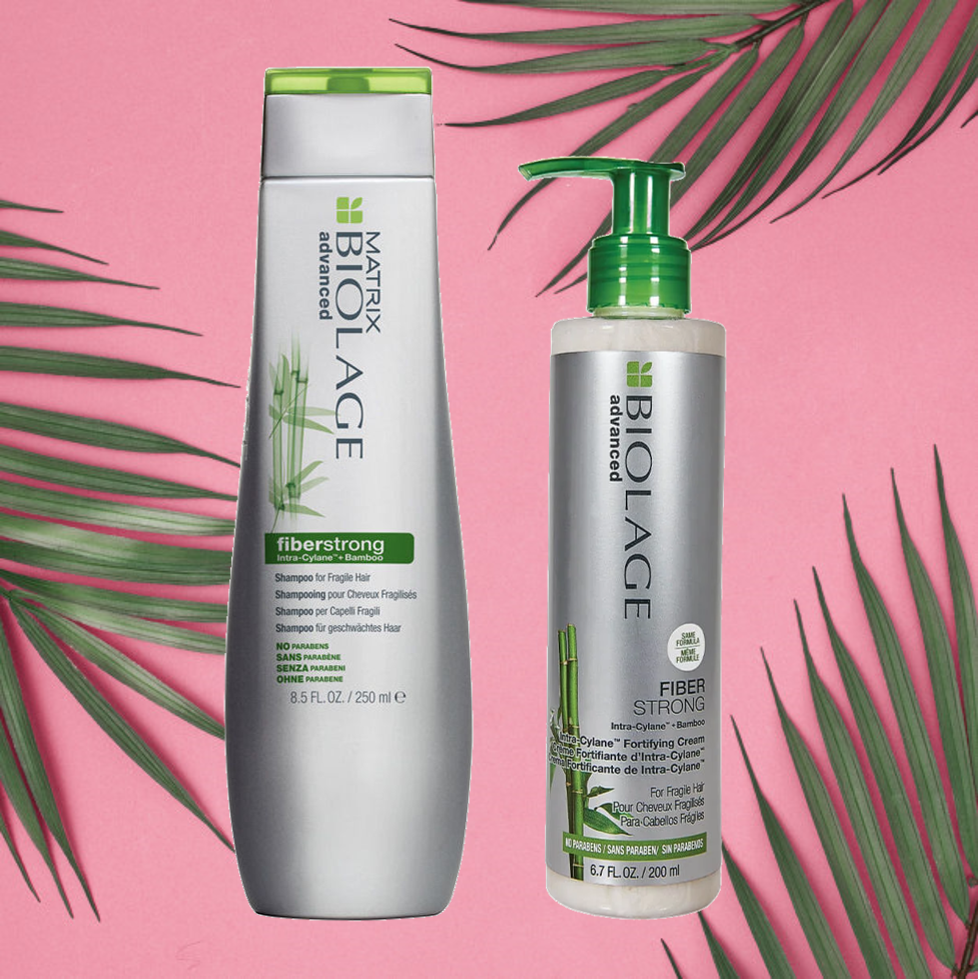 MATRIX
BIOLAGE
advanced
fiberstrong
Intra-Cylane™ + Bamboo
Shampoo for Fragile Hair
Shampooing pour Cheveux Fragilisés
Shampoo per Capelli Fragili
Shampoo für geschwächtes Haar
NO PARABENS
SANS PARABÈNE
SENZA PARABENI
OHNE PARABENE
8.5 FL. OZ. / 250 ml ℮
BIOLAGE
advanced
SAME
FORMULA
MÊME
FORMULE
FIBER
STRONG
Intra-Cylane™ + Bamboo
Intra-Cylane™ Fortifying Cream
Crème Fortifiante d'Intra-Cylane™
Crema Fortificante de Intra-Cylane™
For Fragile Hair
Pour Cheveux Fragilisés
Para Cabellos Frágiles
NO PARABENS / SANS PARABEN/ SIN PARABENOS
6.7 FL. OZ. / 200 ml